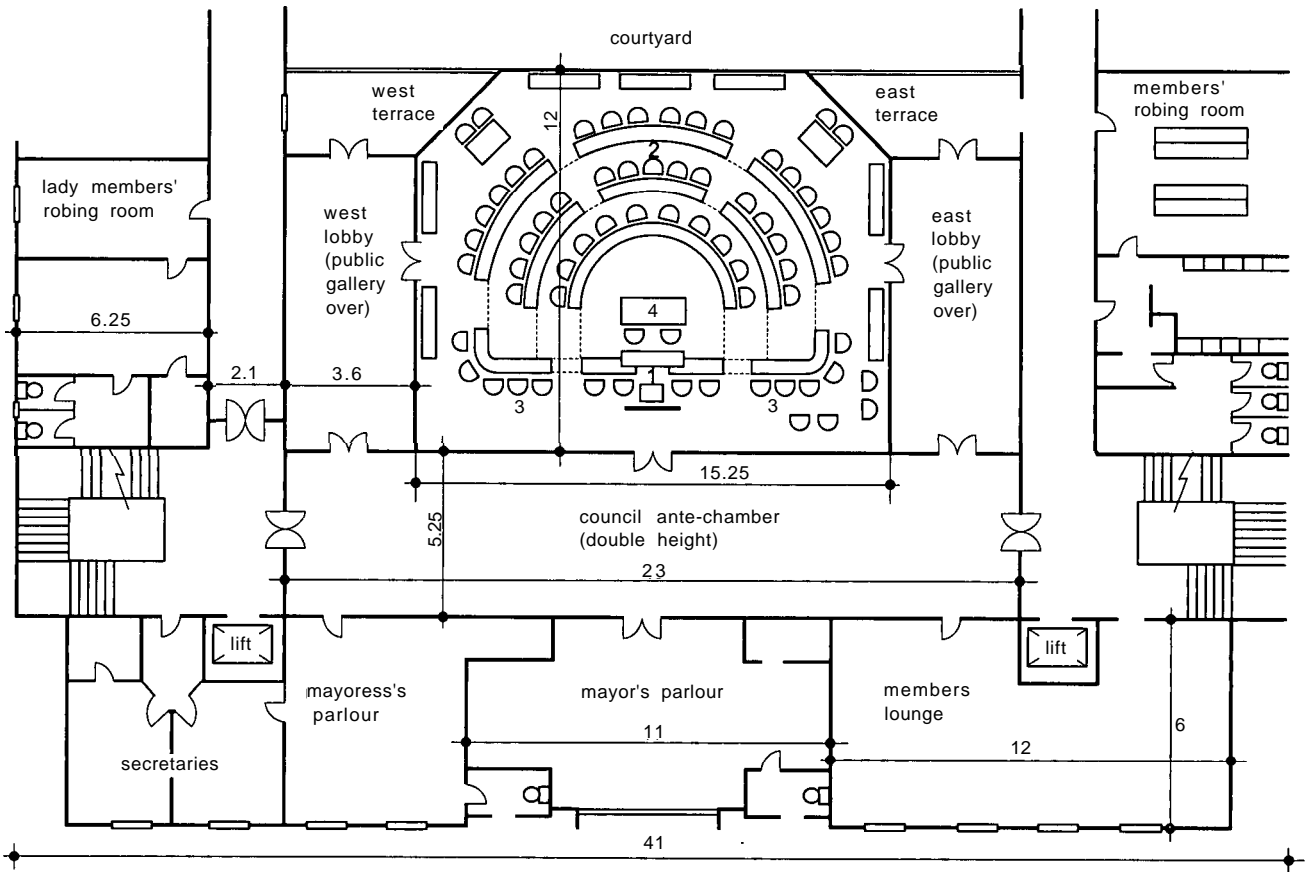 courtyard
west
terrace
12
east
terrace
members'
robing room
2
lady members'
robing room
west
lobby
(public
gallery
over)
east
lobby
(public
gallery
over)
4
6.25
2.1
3.6
1
3
3
15.25
5.25
council ante-chamber
(double height)
23
lift
lift
mayoress's
parlour
mayor's parlour
members
lounge
11
6
12
secretaries
41